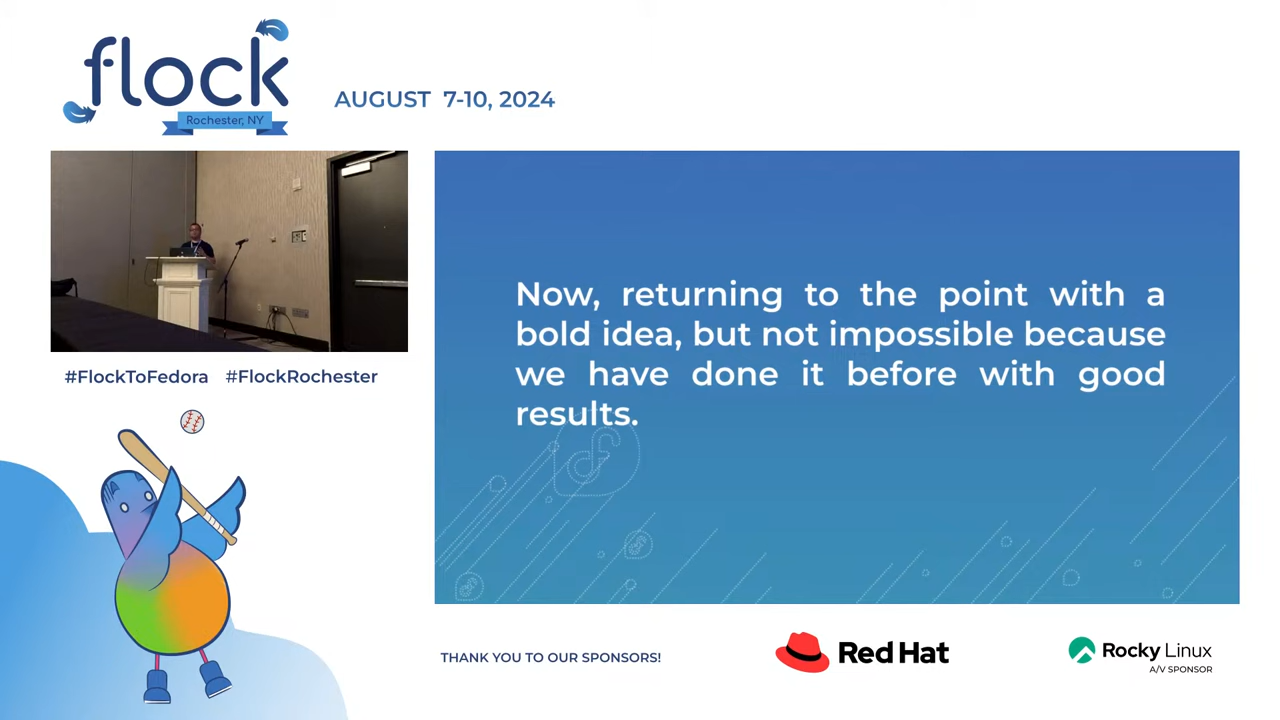 flock
Rochester, NY
AUGUST 7-10, 2024
Now, returning to the point with a
bold idea, but not impossible because
we have done it before with good
results.
#FlockToFedora #FlockRochester
THANK YOU TO OUR SPONSORS!
Red Hat
Rocky Linux
A/V SPONSOR